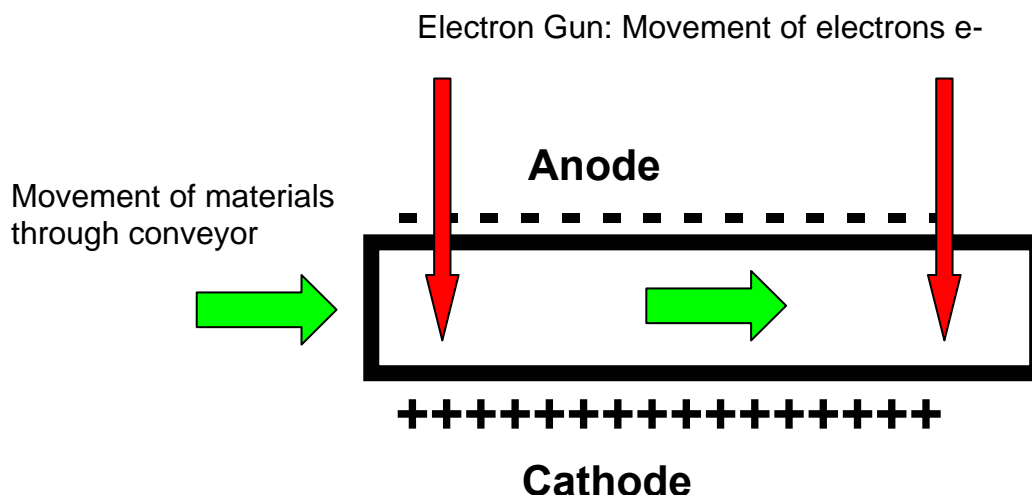 Electron Gun: Movement of electrons e-
Anode
Movement of materials
through conveyor
- - - - - - - - - - - - - -
+++++++++++++++
Cathode